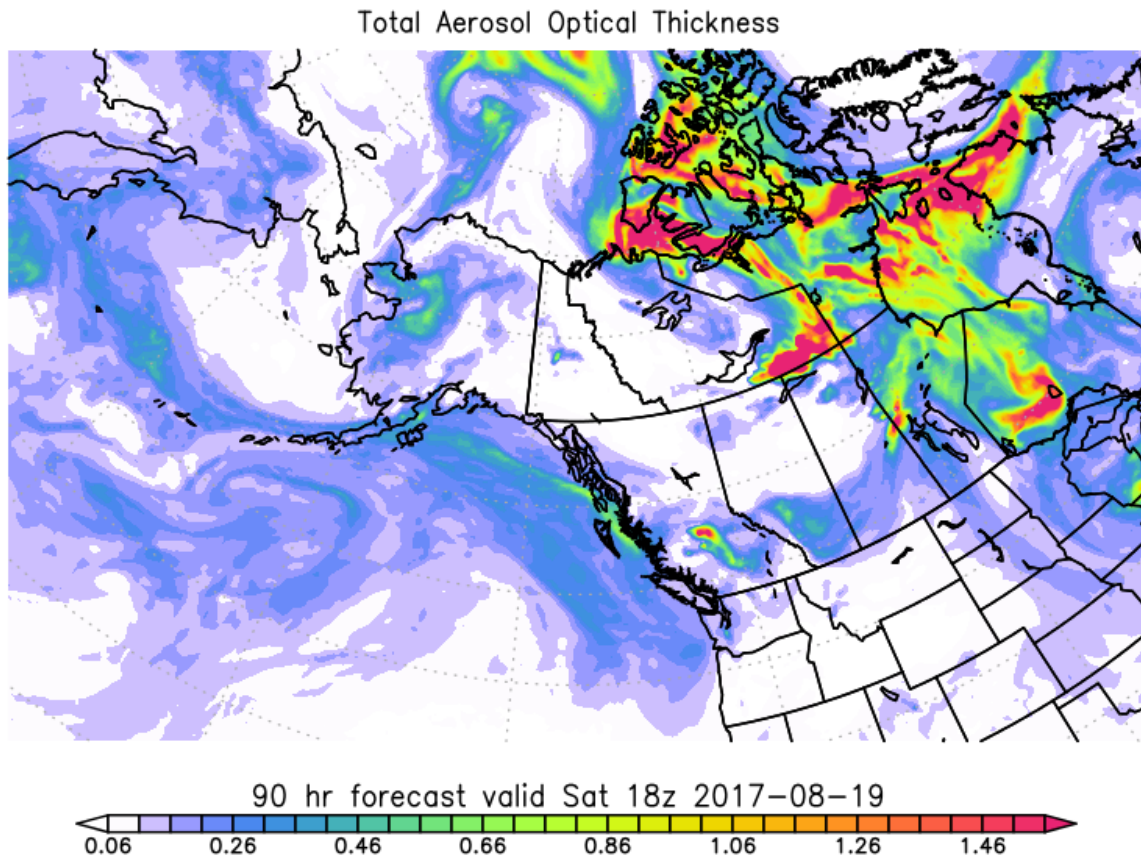 Total Aerosol Optical Thickness
90 hr forecast valid Sat 18z 2017-08-19
0.06 0.26 0.46 0.66 0.86 1.06 1.26 1.46